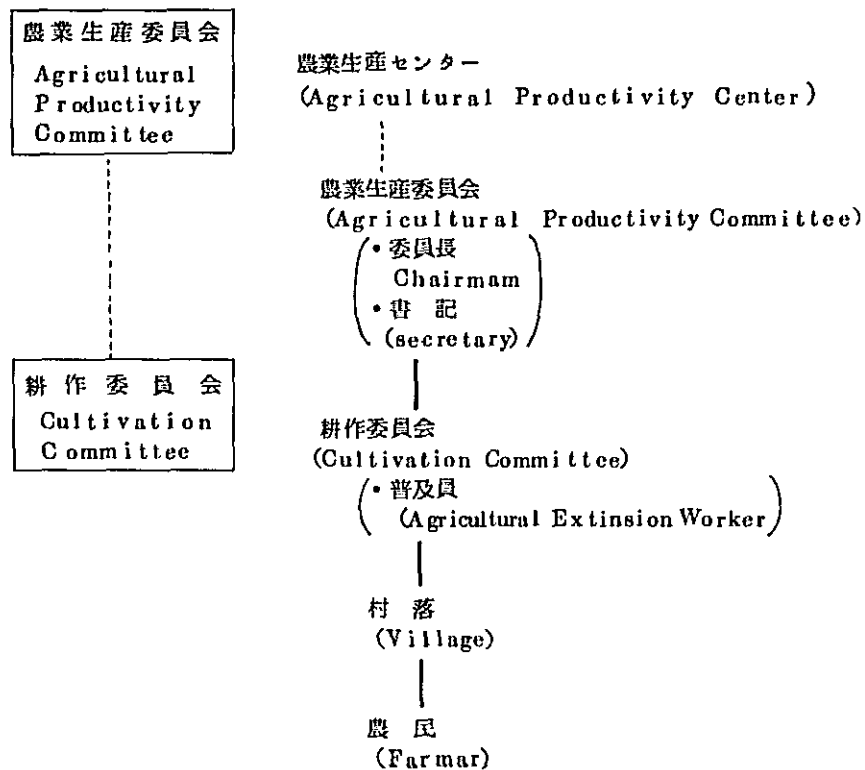 農業生産委員会
Agricultural
Productivity
Committee
農業生産センター
(Agricultural Productivity Center)
農業生産委員会
(Agricultural Productivity Committee)
・委員長
Chairmam
・書記
(secretary)
耕作委員会
Cultivation
Committee
耕作委員会
(Cultivation Committee)
・普及員
(Agricultural Extinsion Worker
村落
(Village)
農民
(Farmar)